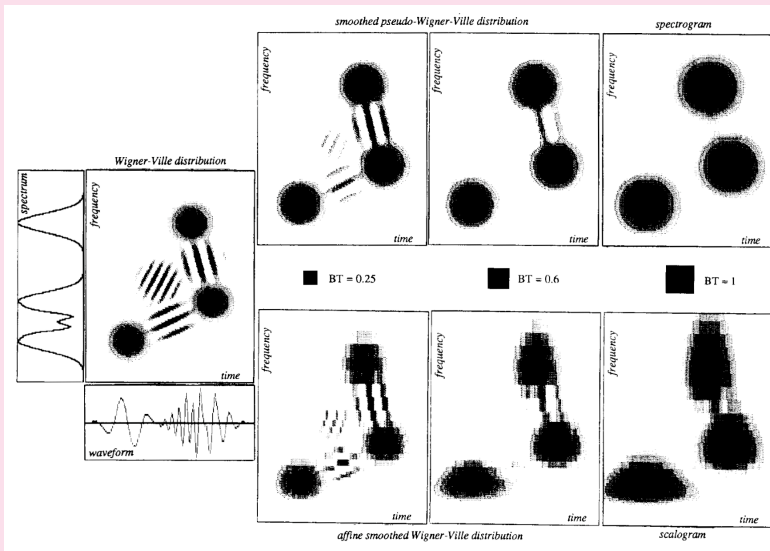 smoothed pseudo-Wigner-Ville distribution
spectrogram
frequency
time
frequency
time
frequency
time
Wigner-Ville distribution
spectrum
frequency
time
waveform
BT = 0.25
BT = 0.6
BT = 1
frequency
time
frequency
time
frequency
time
affine smoothed Wigner-Ville distribution
scalogram